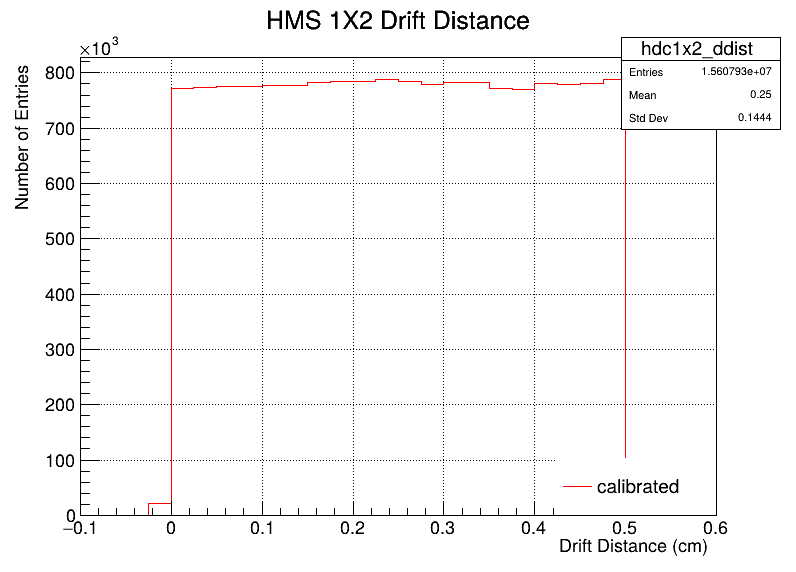 HMS 1X2 Drift Distance
×10³
hdc1x2_ddist
Entries 1.560793e+07
Mean 0.25
Std Dev 0.1444
Number of Entries
800
700
600
500
400
300
200
100
0
calibrated
−0.1 0 0.1 0.2 0.3 0.4 0.5 0.6
Drift Distance (cm)